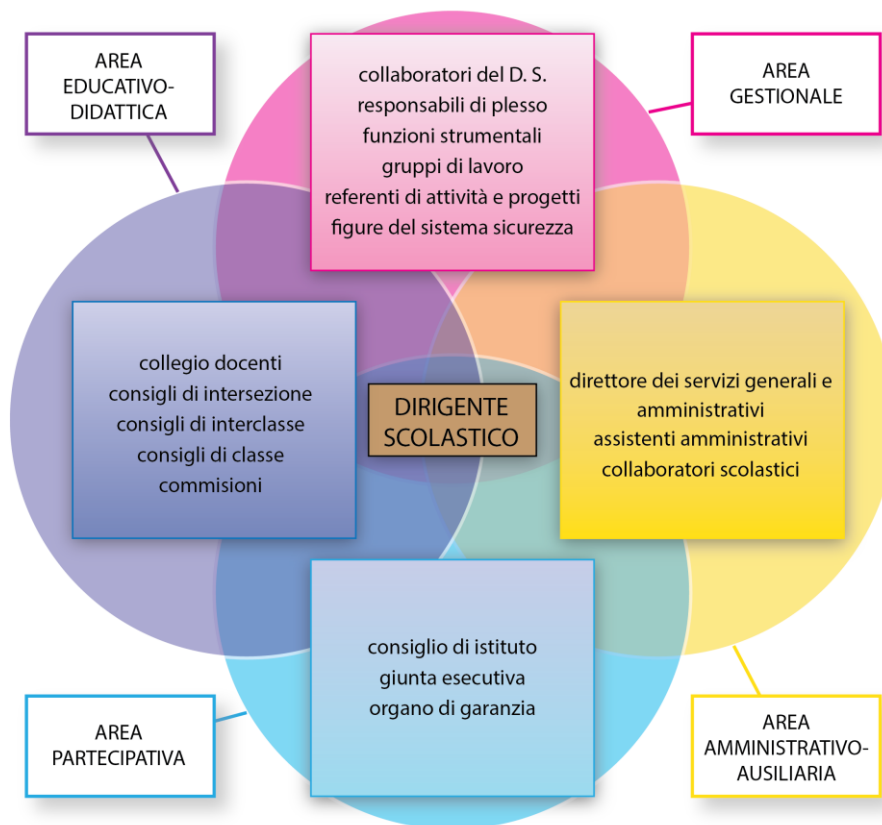 AREA
EDUCATIVO-
DIDATTICA
collaboratori del D. S.
responsabili di plesso
funzioni strumentali
gruppi di lavoro
referenti di attività e progetti
figure del sistema sicurezza
AREA
GESTIONALE
collegio docenti
consigli di intersezione
consigli di interclasse
consigli di classe
commisioni
DIRIGENTE
SCOLASTICO
direttore dei servizi generali e
amministrativi
assistenti amministrativi
collaboratori scolastici
consiglio di istituto
giunta esecutiva
organo di garanzia
AREA
PARTECIPATIVA
AREA
AMMINISTRATIVO-
AUSILIARIA